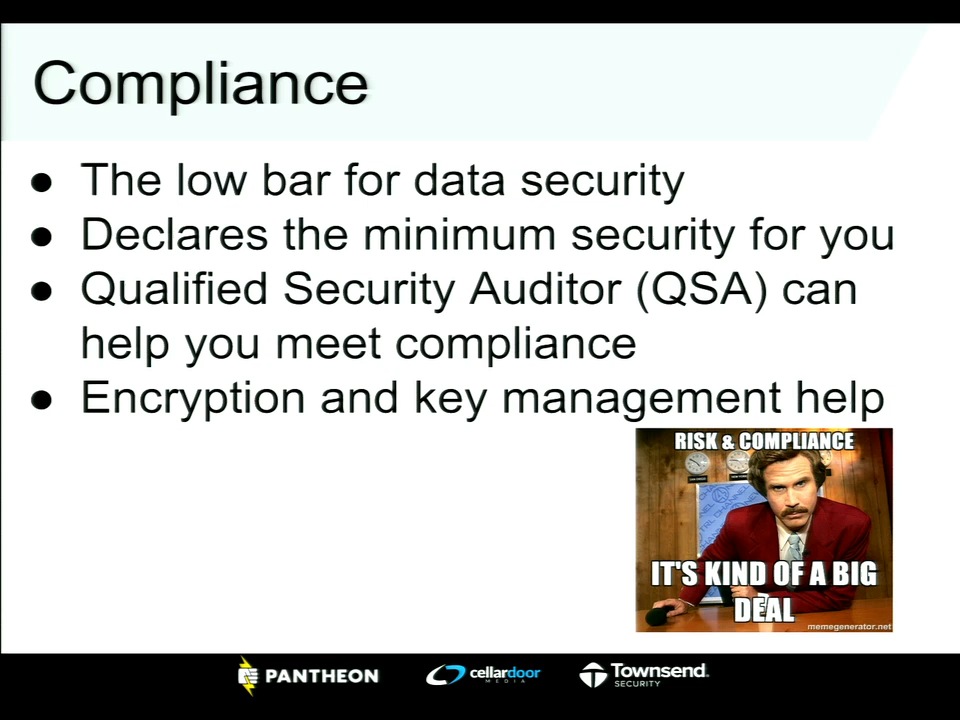 Compliance
● The low bar for data security
● Declares the minimum security for you
● Qualified Security Auditor (QSA) can
help you meet compliance
● Encryption and key management help
RISK & COMPLIANCE
IT'S KIND OF A BIG
DEAL
memegenerator.net
PANTHEON
cellardoor
MEDIA
Townsend
SECURITY